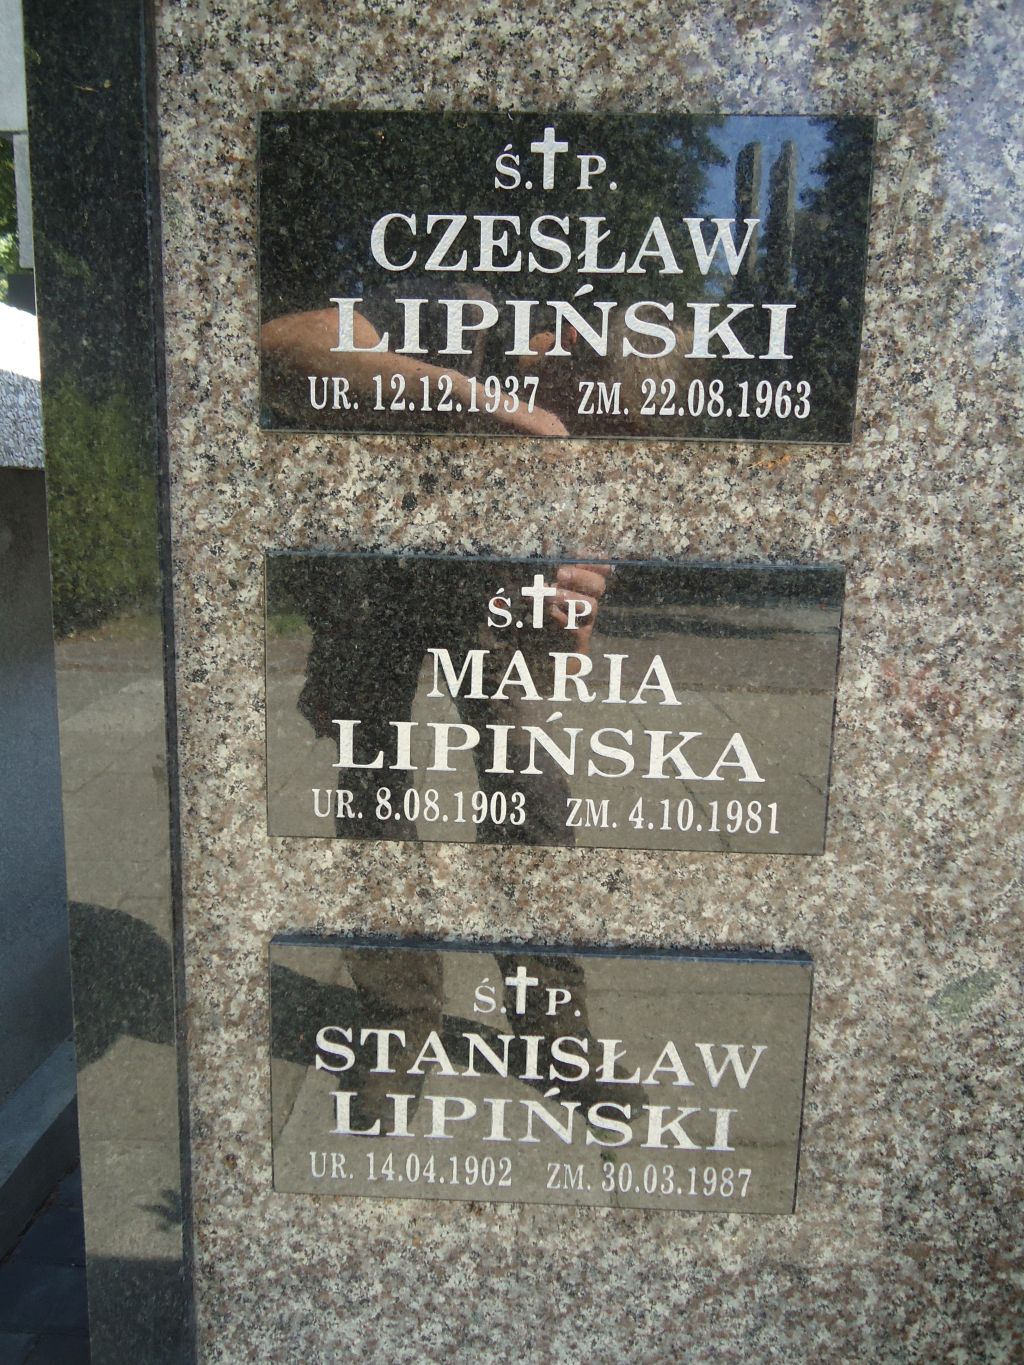 Ś.†P.
CZESŁAW
LIPIŃSKI
UR. 12.12.1937 ZM. 22.08.1963
Ś.†P
MARIA
LIPIŃSKA
UR. 8.08.1903 ZM. 4.10.1981
Ś.†P.
STANISŁAW
LIPIŃSKI
UR. 14.04.1902 ZM. 30.03.1987